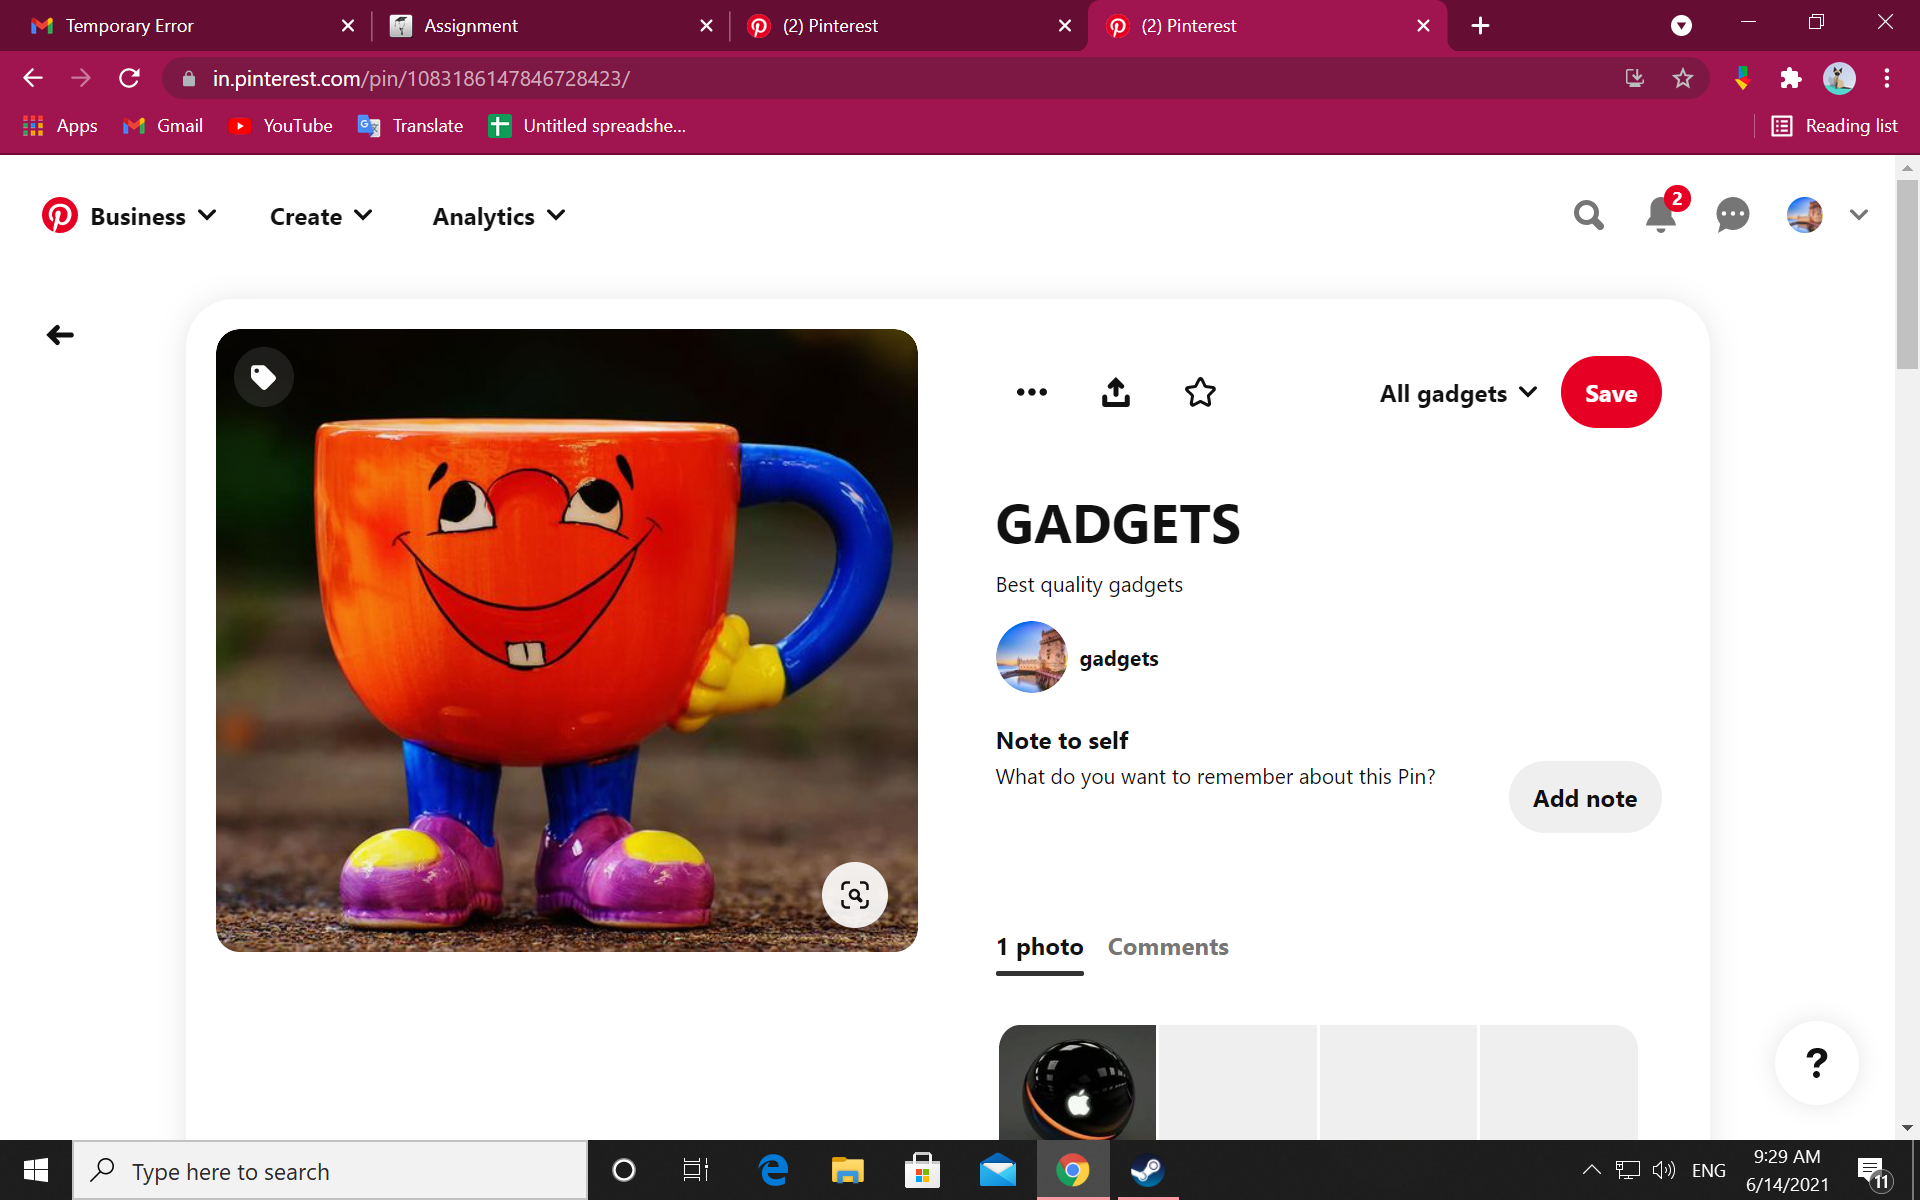 Temporary Error
Assignment
(2) Pinterest
(2) Pinterest
in.pinterest.com/pin/1083186147846728423/
Apps
Gmail
YouTube
Translate
Untitled spreadshe...
Reading list
Business
Create
Analytics
2
All gadgets
Save
GADGETS
Best quality gadgets
gadgets
Note to self
What do you want to remember about this Pin?
Add note
1 photo
Comments
?
Type here to search
ENG
9:29 AM
6/14/2021
11